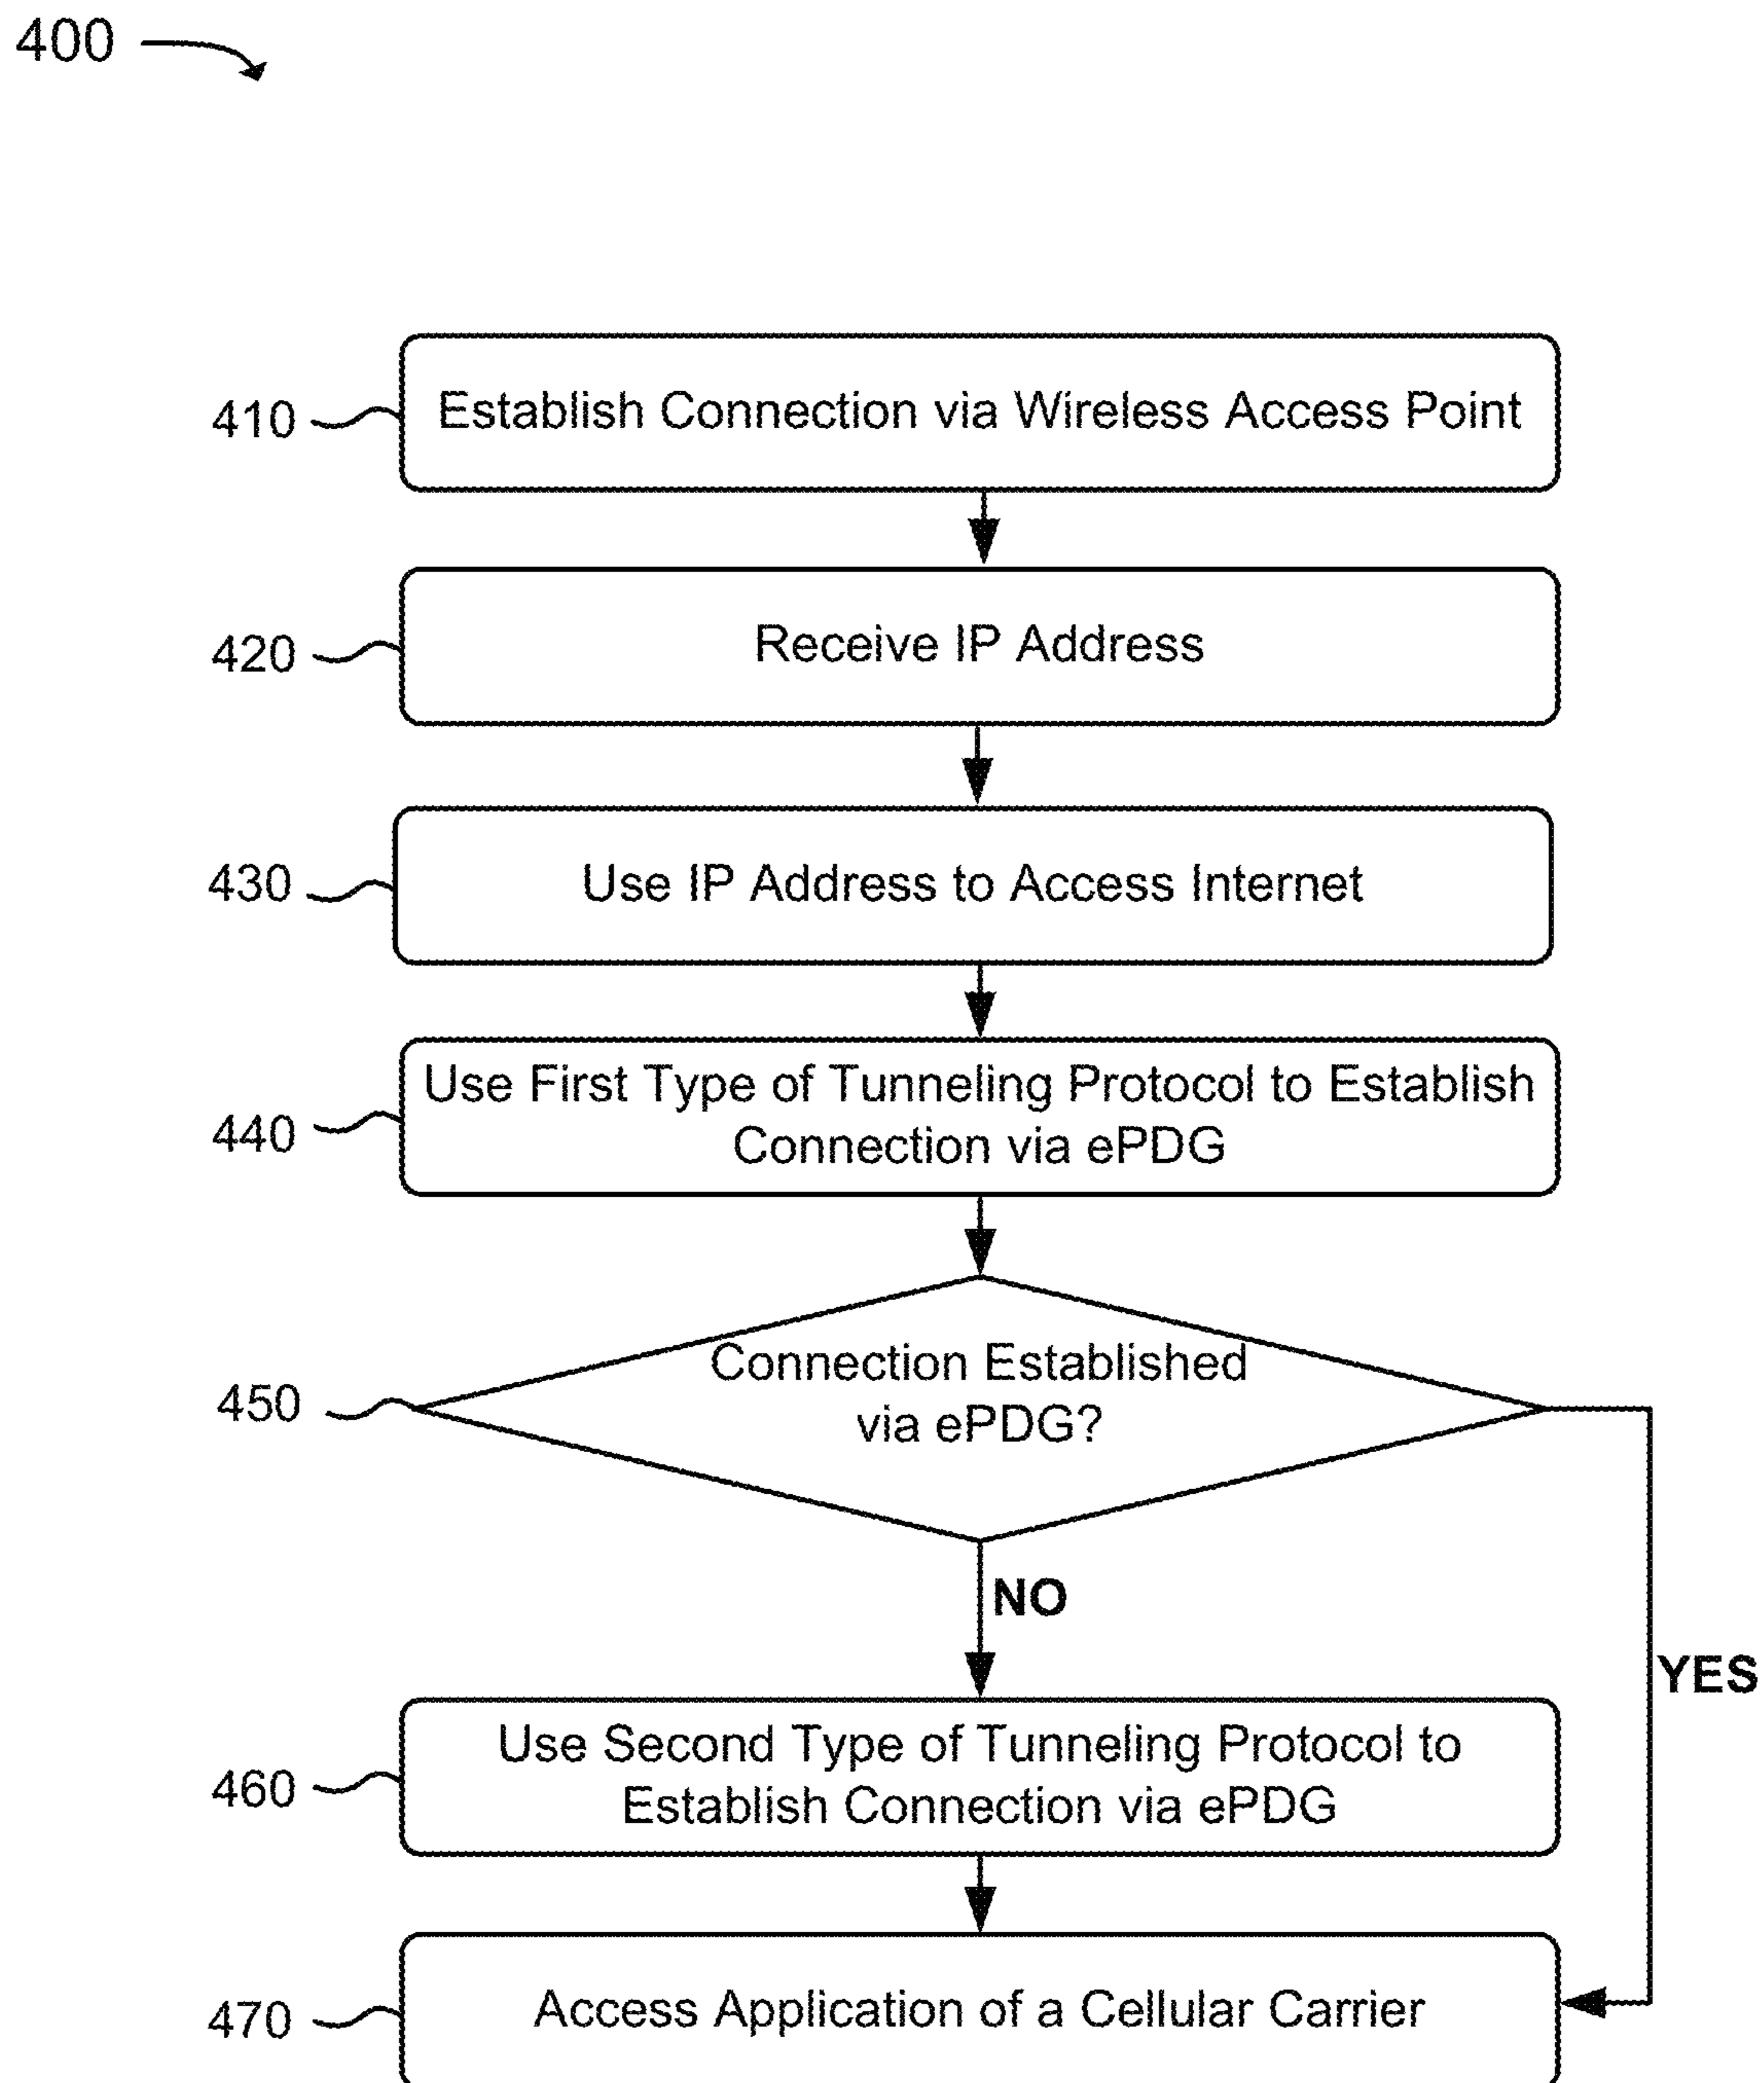 400
410
Establish Connection via Wireless Access Point
420
Receive IP Address
430
Use IP Address to Access Internet
440
Use First Type of Tunneling Protocol to Establish
Connection via ePDG
450
Connection Established
via ePDG?
NO
YES
460
Use Second Type of Tunneling Protocol to
Establish Connection via ePDG
470
Access Application of a Cellular Carrier